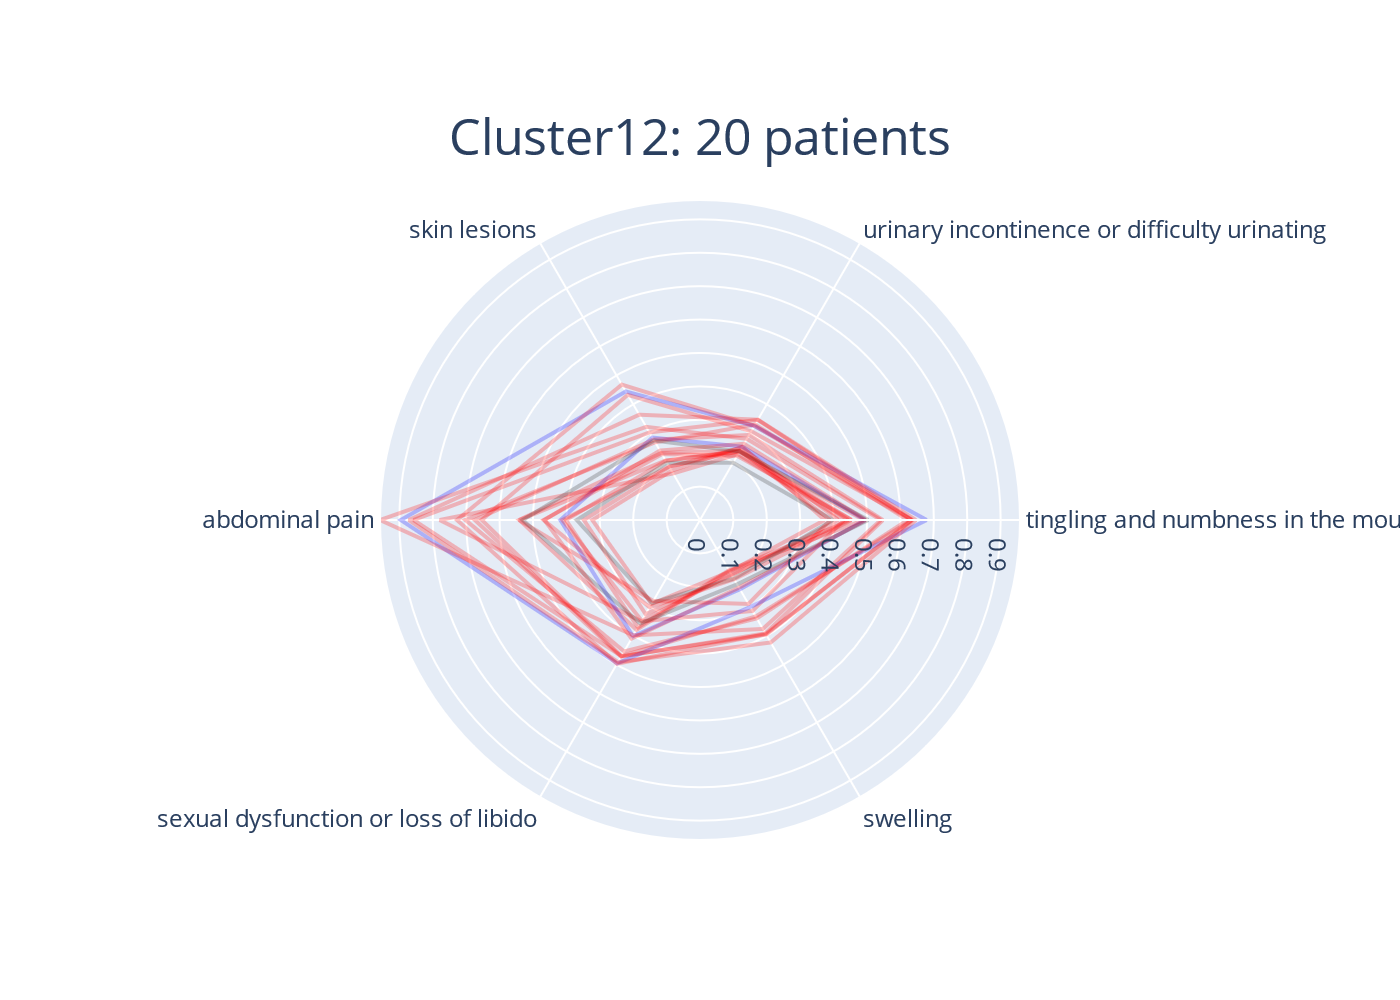 Cluster12: 20 patients
skin lesions
urinary incontinence or difficulty urinating
abdominal pain
tingling and numbness in the mou
0
0.1
0.2
0.3
0.4
0.5
0.6
0.7
0.8
0.9
sexual dysfunction or loss of libido
swelling